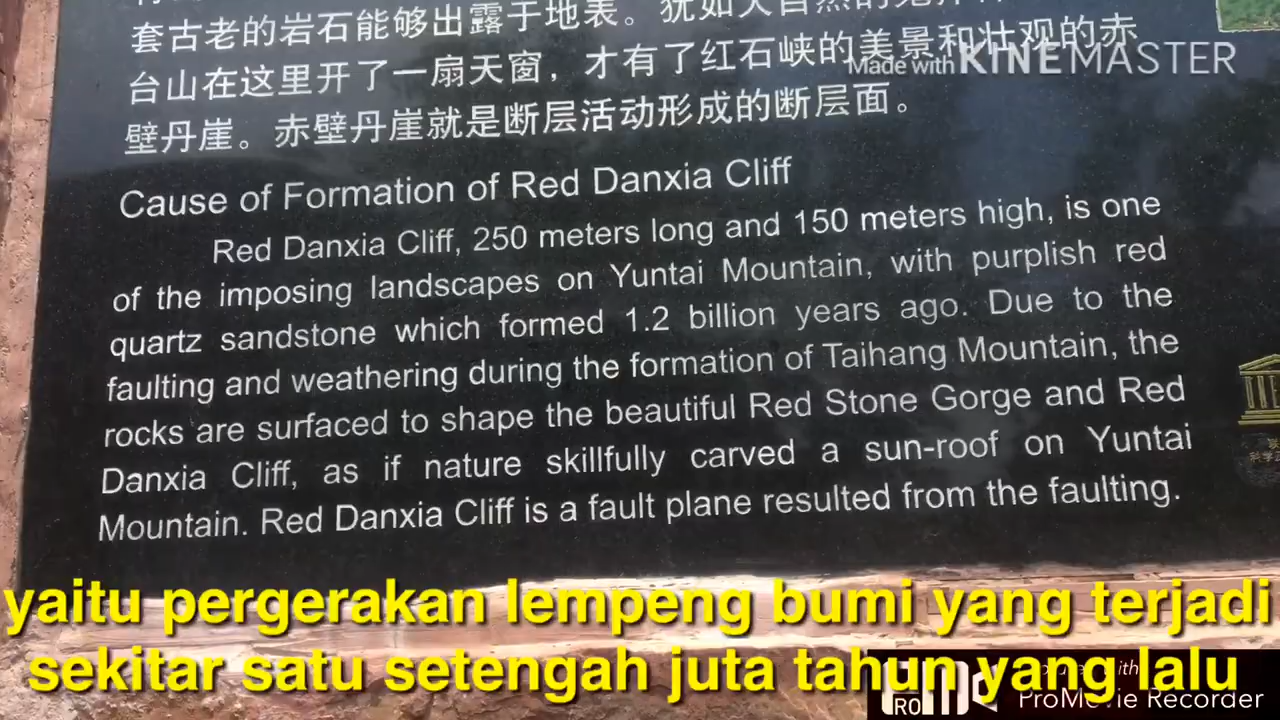 套古老的岩石能够出露于地表。犹如大自然的
台山在这里开了一扇天窗，才有了红石峡的美景和壮观的赤
壁丹崖。赤壁丹崖就是断层活动形成的断层面。
Made with KINEMASTER
Cause of Formation of Red Danxia Cliff
Red Danxia Cliff, 250 meters long and 150 meters high, is one
of the imposing landscapes on Yuntai Mountain, with purplish red
quartz sandstone which formed 1.2 billion years ago. Due to the
faulting and weathering during the formation of Taihang Mountain, the
rocks are surfaced to shape the beautiful Red Stone Gorge and Red
Danxia Cliff, as if nature skillfully carved a sun-roof on Yuntai
Mountain. Red Danxia Cliff is a fault plane resulted from the faulting.
yaitu pergerakan lempeng bumi yang terjadi
sekitar satu setengah juta tahun yang lalu
ProMovie Recorder